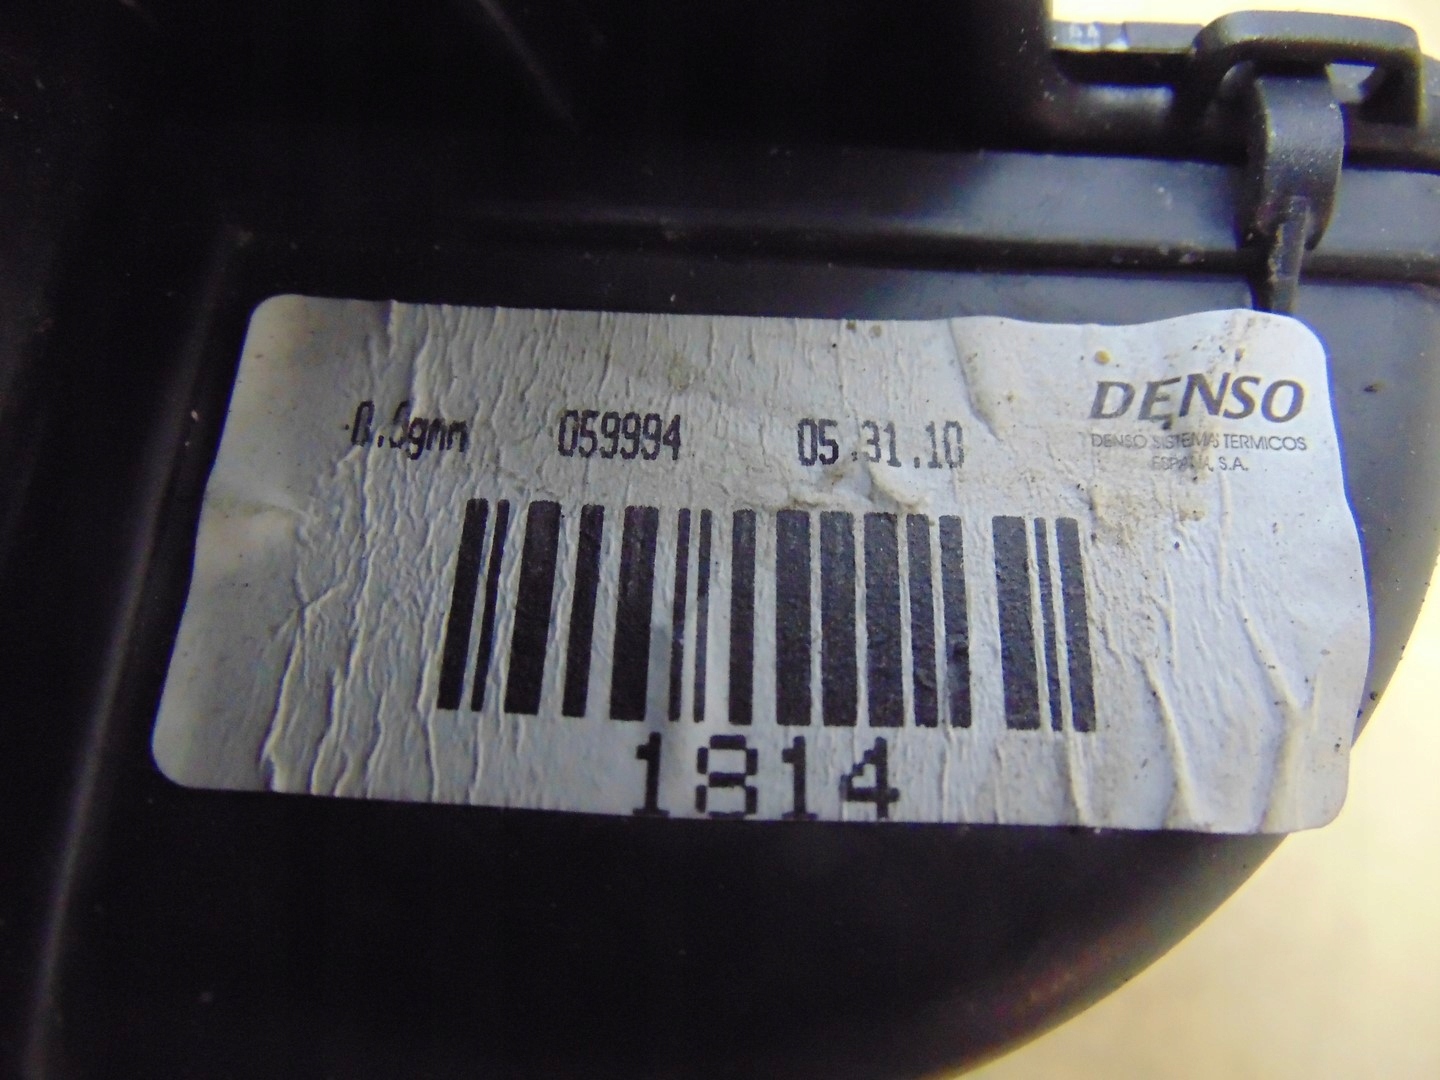 059994 05.31.10
DENSO
DENSO SISTEMAS TERMICOS
ESPAÑA, S.A.
1814